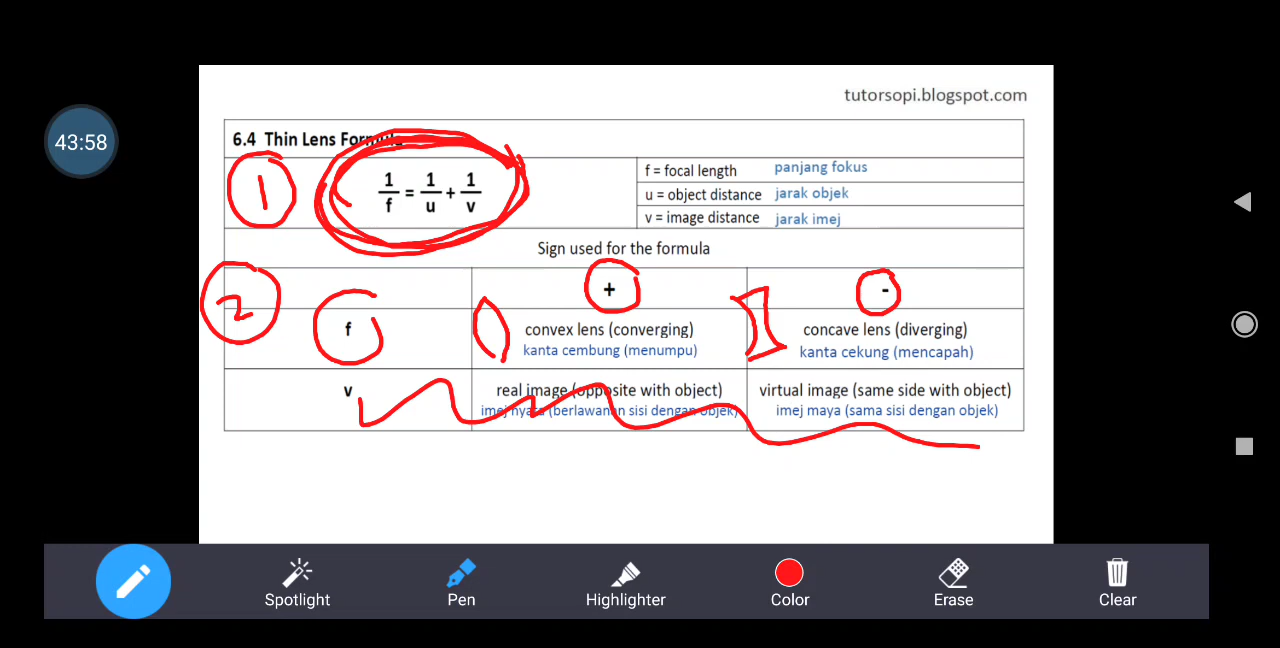 tutorsopi.blogspot.com
43:58
6.4 Thin Lens Formula
1
1/f = 1/u + 1/v
f = focal length panjang fokus
u = object distance jarak objek
v = image distance jarak imej
Sign used for the formula
2
+ -
f convex lens (converging) concave lens (diverging)
kanta cembung (menumpu) kanta cekung (mencapah)
v real image (opposite with object) virtual image (same side with object)
imej nyata (berlawanan sisi dengan objek) imej maya (sama sisi dengan objek)
Spotlight Pen Highlighter Color Erase Clear